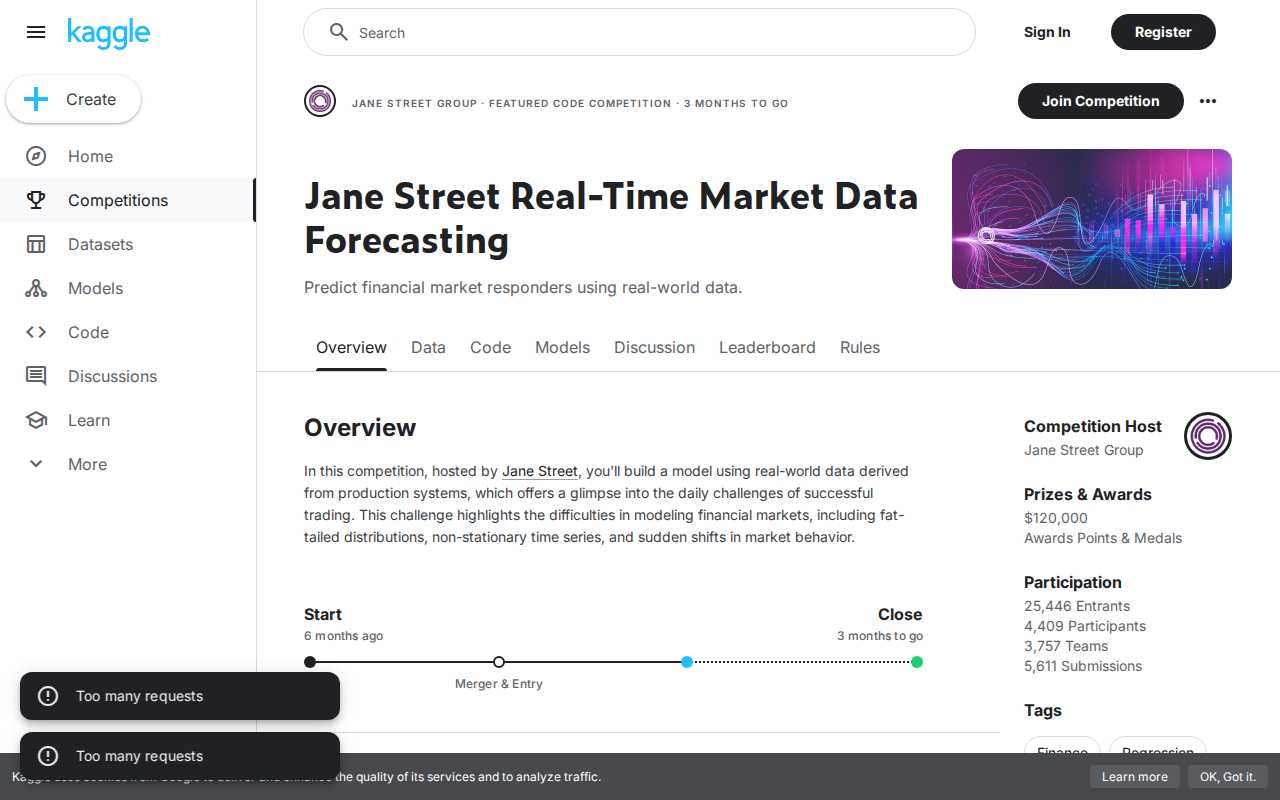 kaggle
Search
Sign In
Register
Create
Home
Competitions
Datasets
Models
Code
Discussions
Learn
More
JANE STREET GROUP · FEATURED CODE COMPETITION · 3 MONTHS TO GO
Join Competition
Jane Street Real-Time Market Data
Forecasting
Predict financial market responders using real-world data.
Overview Data Code Models Discussion Leaderboard Rules
Overview
In this competition, hosted by Jane Street, you'll build a model using real-world data derived
from production systems, which offers a glimpse into the daily challenges of successful
trading. This challenge highlights the difficulties in modeling financial markets, including fat-
tailed distributions, non-stationary time series, and sudden shifts in market behavior.
Start
6 months ago
Close
3 months to go
Merger & Entry
Competition Host
Jane Street Group
Prizes & Awards
$120,000
Awards Points & Medals
Participation
25,446 Entrants
4,409 Participants
3,757 Teams
5,611 Submissions
Tags
Finance Regression
Too many requests
Too many requests
the quality of its services and to analyze traffic.
Learn more
OK, Got it.